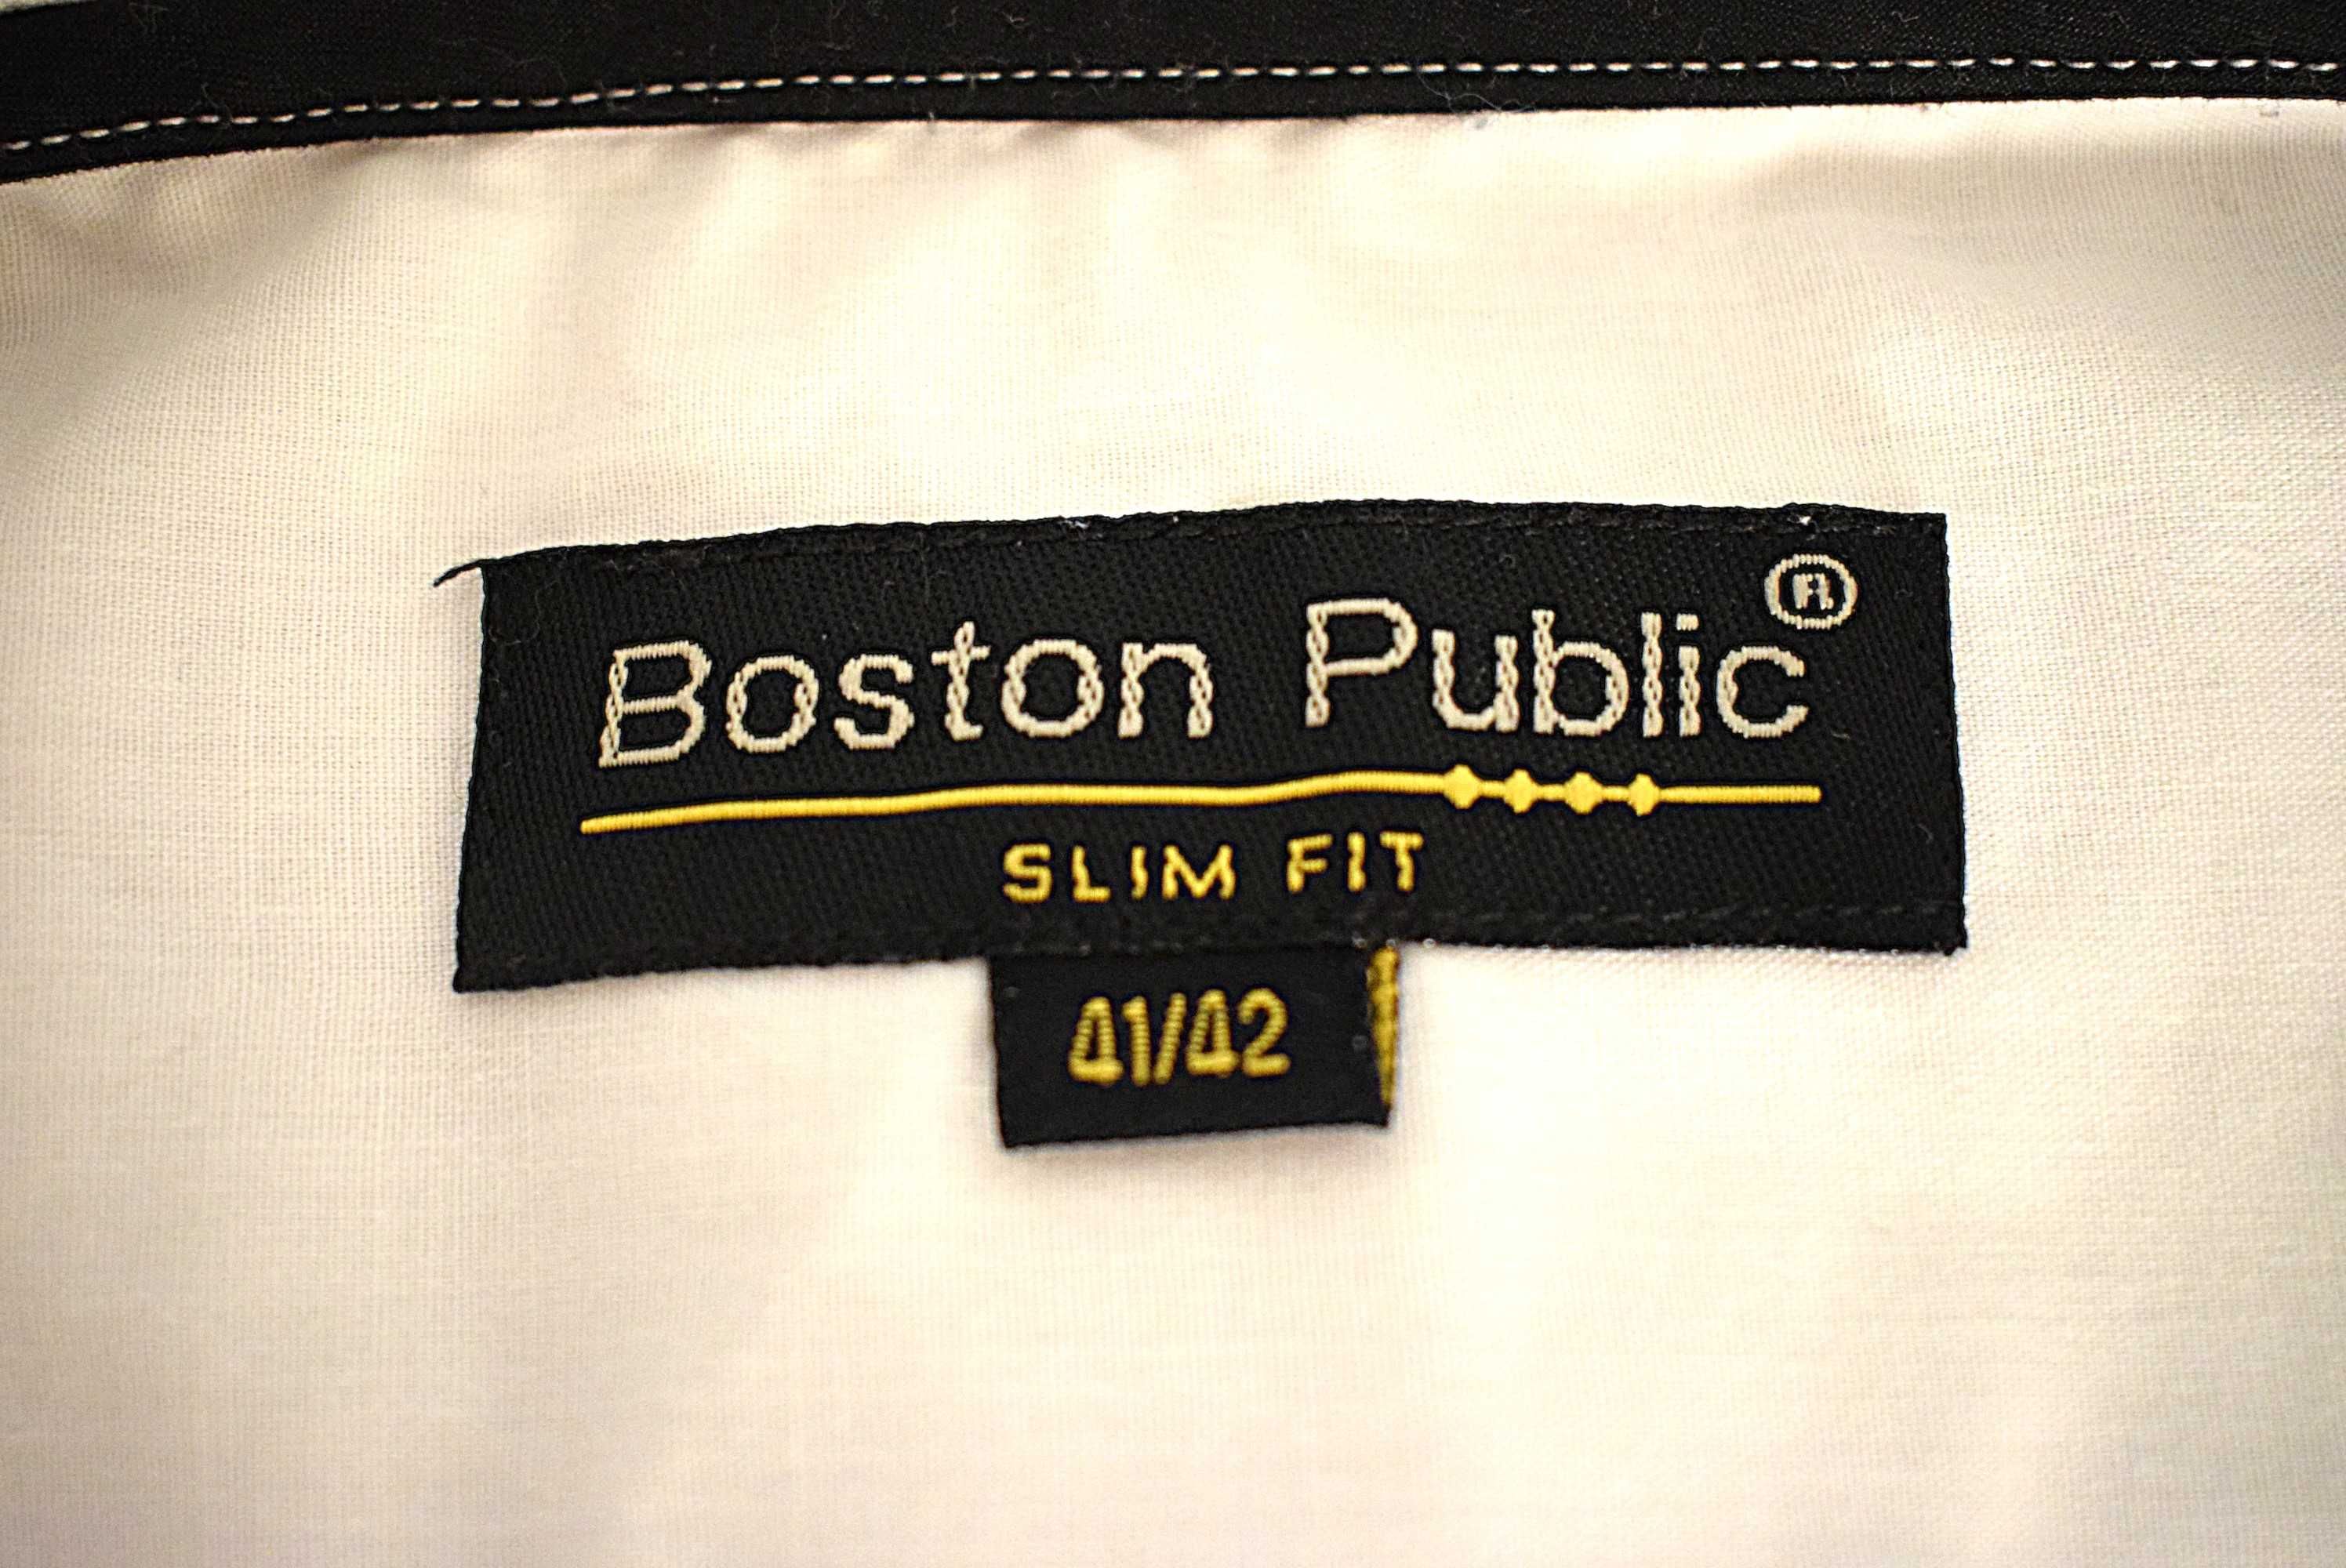 Boston Public®
SLIM FIT
41/42